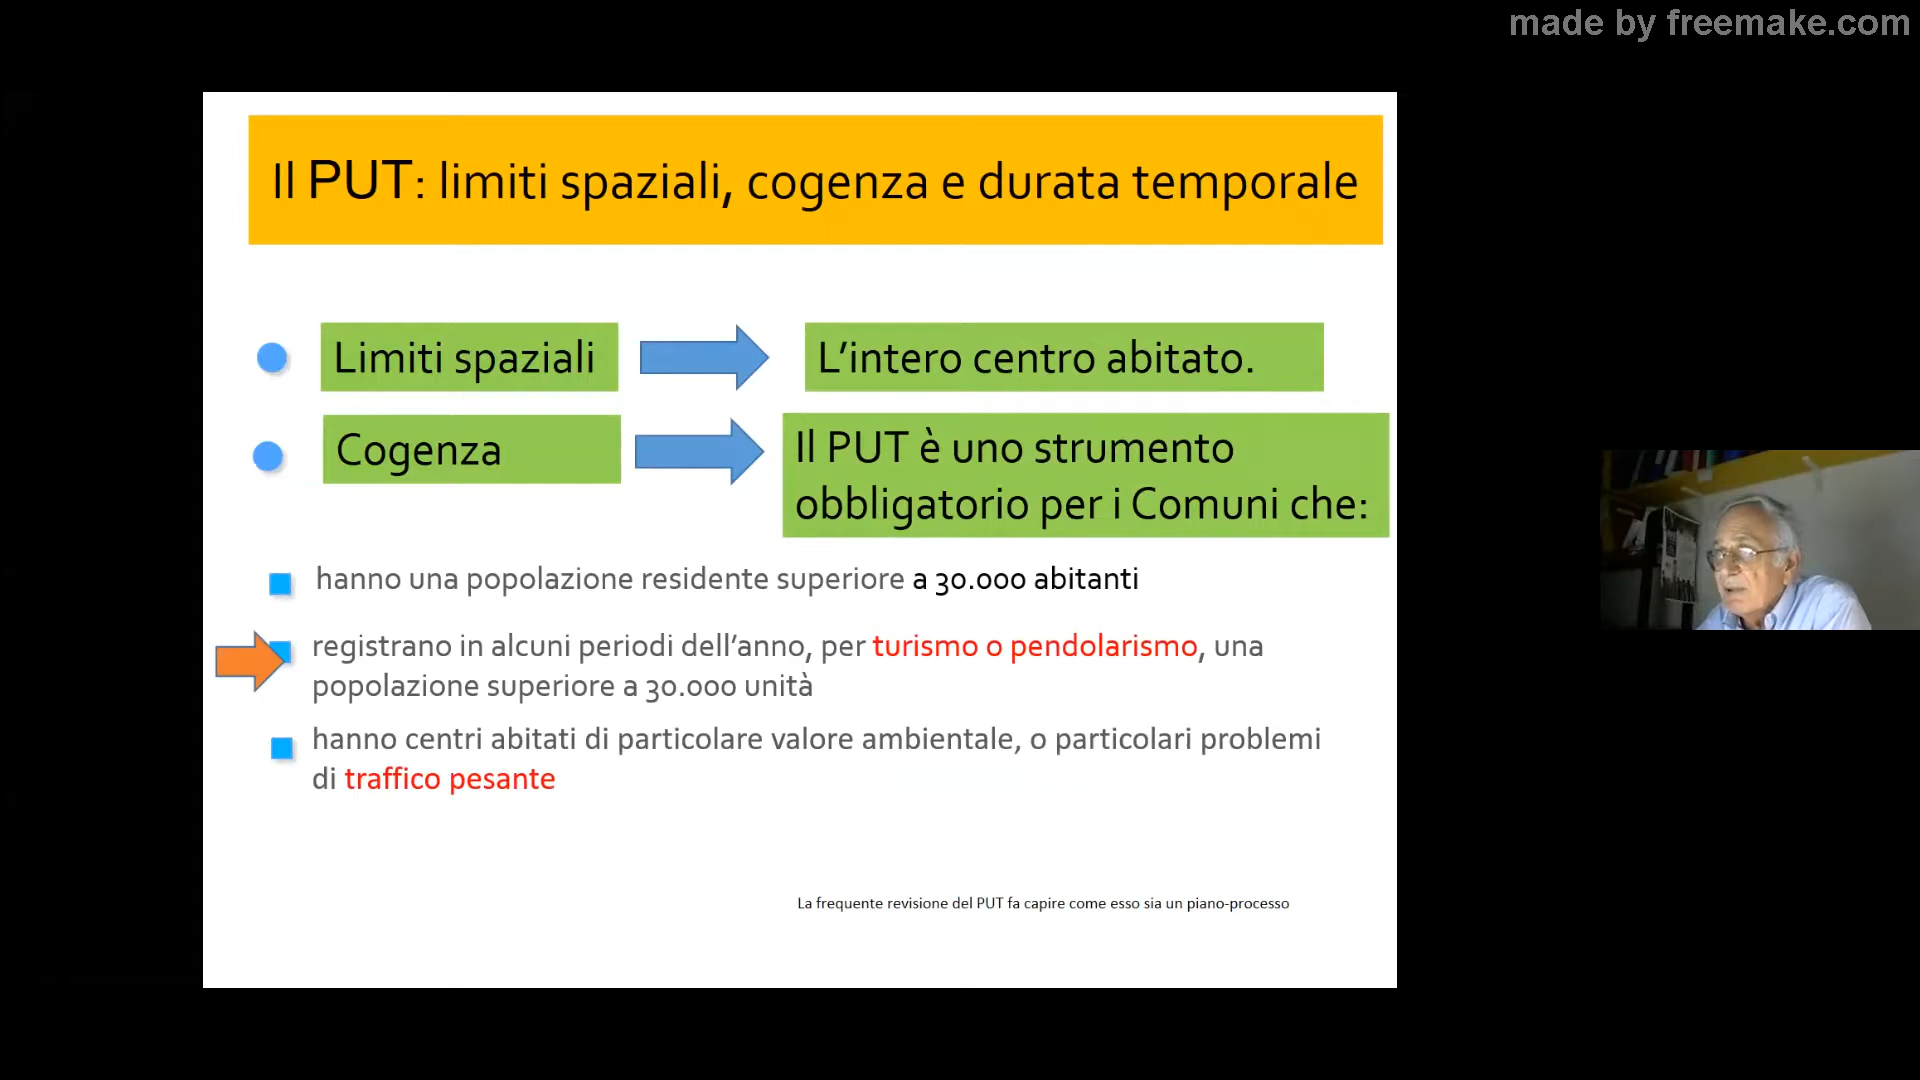 made by freemake.com
Il PUT: limiti spaziali, cogenza e durata temporale
Limiti spaziali
L’intero centro abitato.
Cogenza
Il PUT è uno strumento
obbligatorio per i Comuni che:
hanno una popolazione residente superiore a 30.000 abitanti
registrano in alcuni periodi dell’anno, per turismo o pendolarismo, una
popolazione superiore a 30.000 unità
hanno centri abitati di particolare valore ambientale, o particolari problemi
di traffico pesante
La frequente revisione del PUT fa capire come esso sia un piano-processo